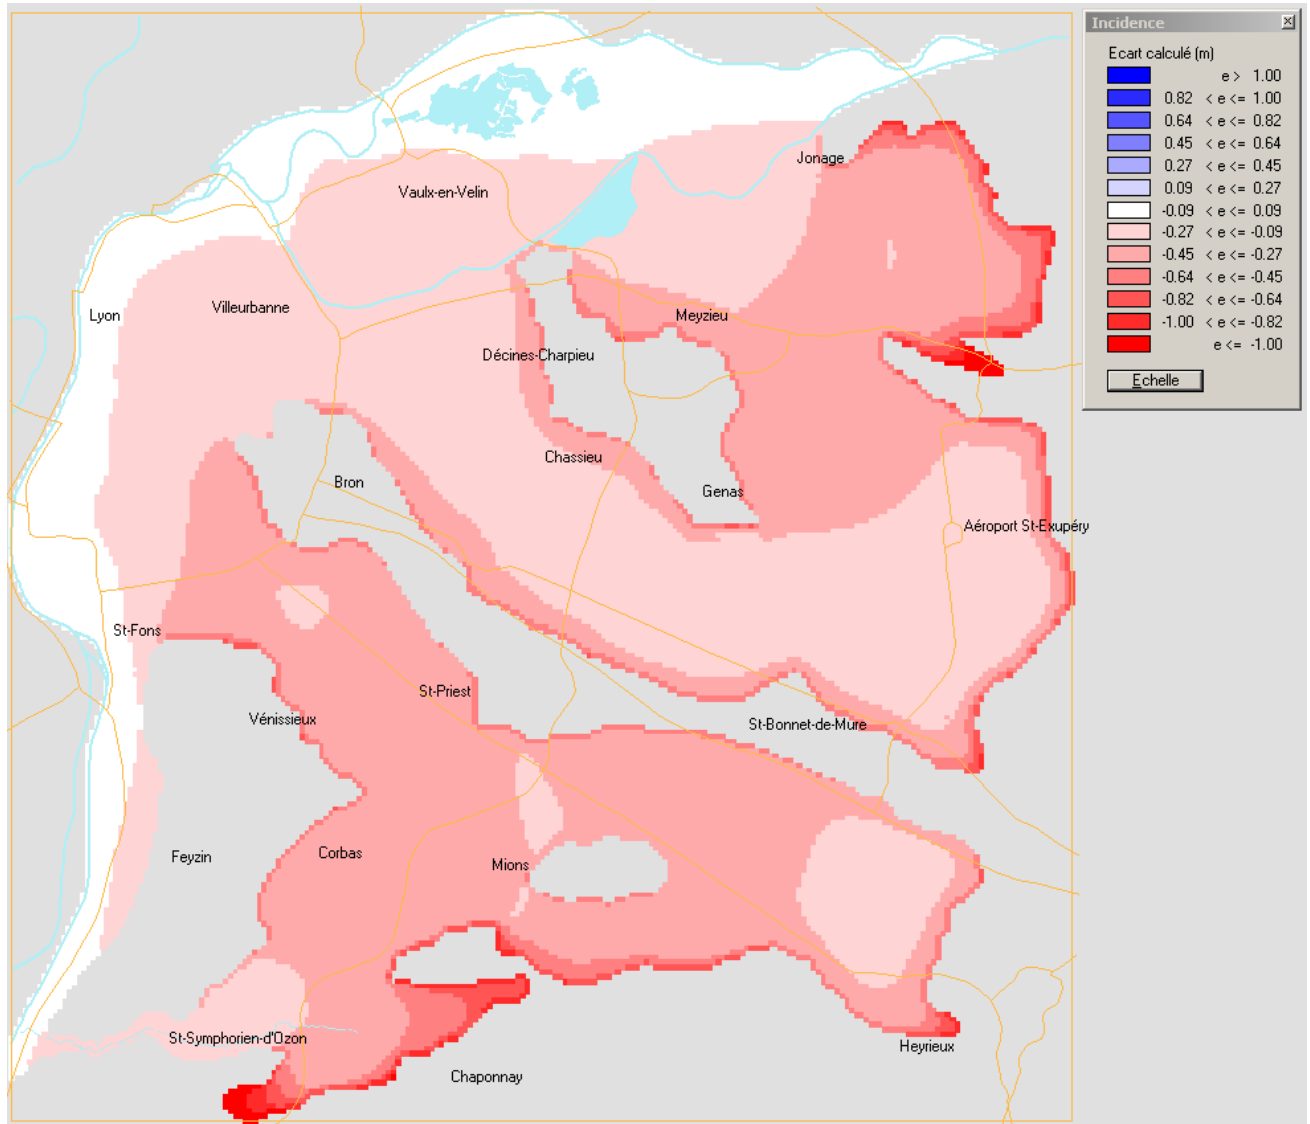 Incidence
Ecart calculé (m)
e > 1.00
0.82 < e <= 1.00
0.64 < e <= 0.82
0.45 < e <= 0.64
0.27 < e <= 0.45
0.09 < e <= 0.27
-0.09 < e <= 0.09
-0.27 < e <= -0.09
-0.45 < e <= -0.27
-0.64 < e <= -0.45
-0.82 < e <= -0.64
-1.00 < e <= -0.82
e <= -1.00
Echelle
Jonage
Vaulx-en-Velin
Villeurbanne
Lyon
Meyzieu
Décines-Charpieu
Chassieu
Bron
Genas
Aéroport St-Exupéry
St-Fons
St-Priest
Vénissieux
St-Bonnet-de-Mure
Feyzin
Corbas
Mions
St-Symphorien-d'Ozon
Heyrieux
Chaponnay